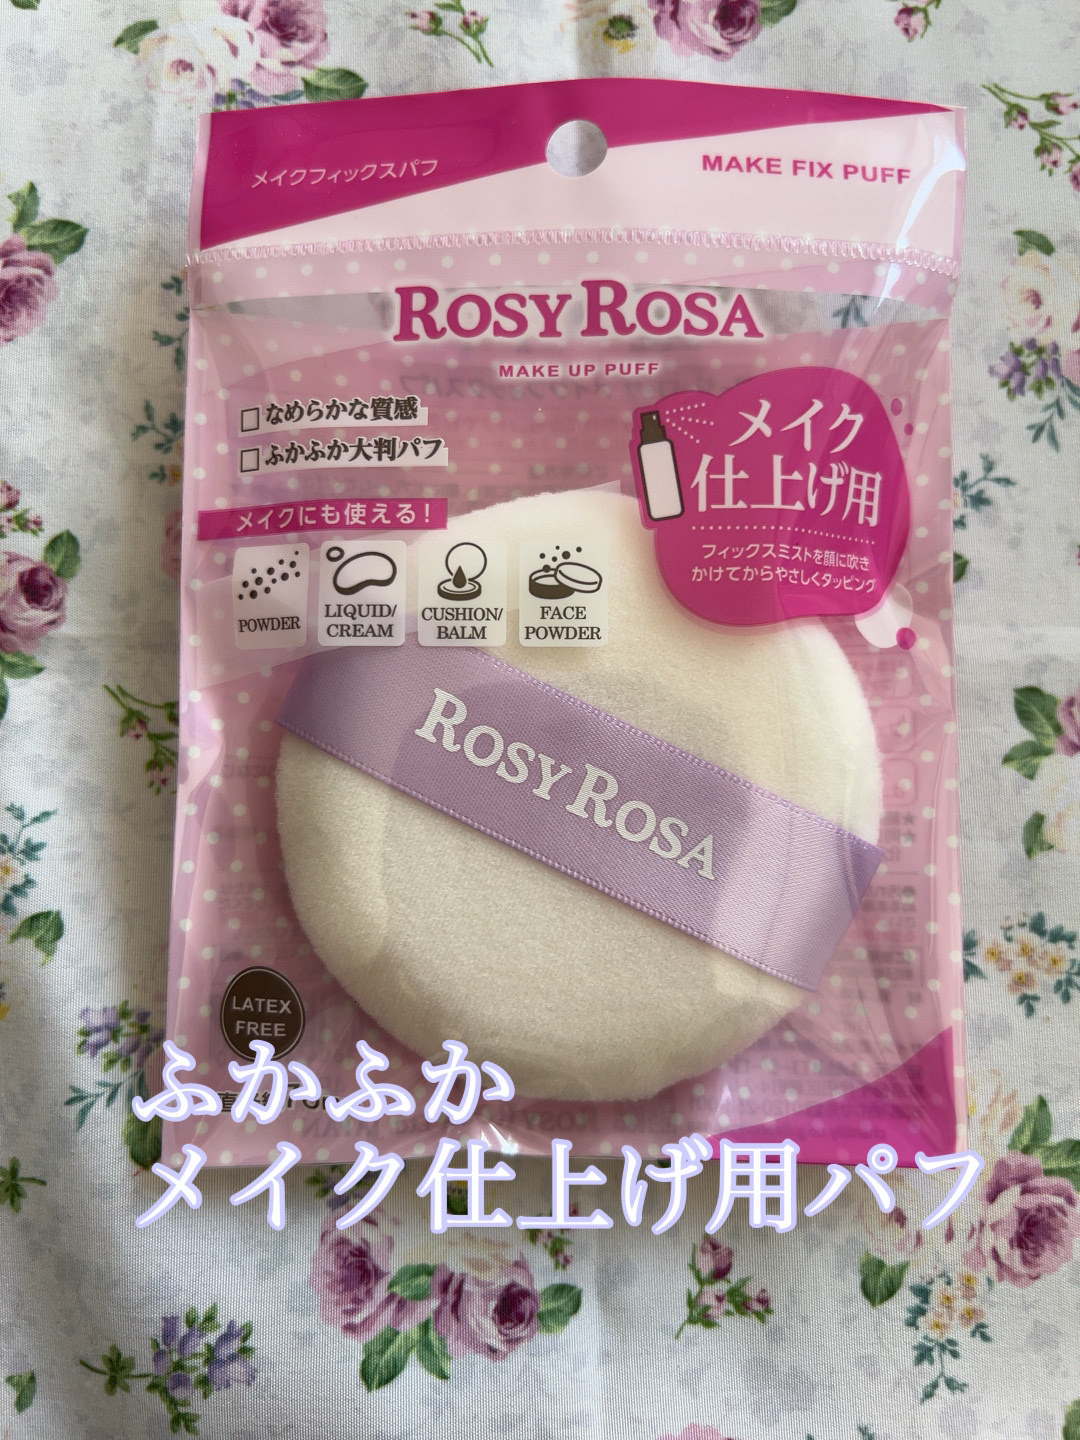 メイクフィックスパフ
MAKE FIX PUFF
ROSY ROSA
MAKE UP PUFF
□なめらかな質感
□ふかふか大判パフ
メイクにも使える！
POWDER
LIQUID/
CREAM
CUSHION/
BALM
FACE
POWDER
メイク
仕上げ用
フィックスミストを顔に吹き
かけてからやさしくタッピング
ROSY ROSA
LATEX
FREE
ふかふか
メイク仕上げ用パフ